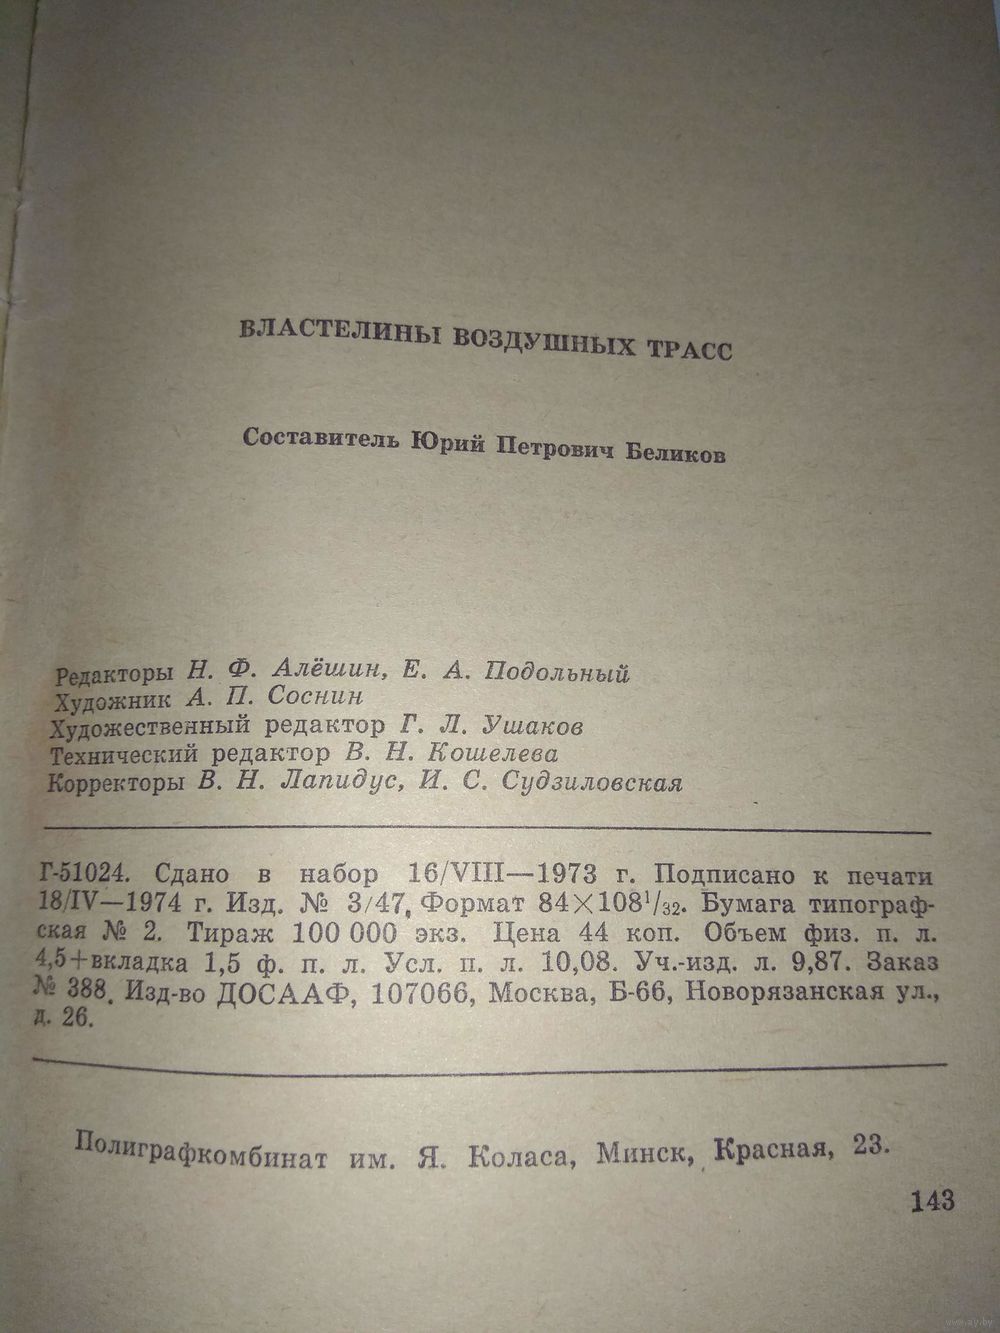 ВЛАСТЕЛИНЫ ВОЗДУШНЫХ ТРАСС
Составитель Юрий Петрович Беликов
Редакторы Н. Ф. Алёшин, Е. А. Подольный
Художник А. П. Соснин
Художественный редактор Г. Л. Ушаков
Технический редактор В. Н. Кошелева
Корректоры В. Н. Лапидус, И. С. Судзиловская
Г-51024. Сдано в набор 16/VIII—1973 г. Подписано к печати
18/IV—1974 г. Изд. № 3/47, Формат 84×108¹/₃₂. Бумага типограф-
ская № 2. Тираж 100 000 экз. Цена 44 коп. Объем физ. п. л.
4,5+вкладка 1,5 ф. п. л. Усл. п. л. 10,08. Уч.-изд. л. 9,87. Заказ
№ 388. Изд-во ДОСААФ, 107066, Москва, Б-66, Новорязанская ул.,
д. 26.
Полиграфкомбинат им. Я. Коласа, Минск, Красная, 23.
143
www.ay.by